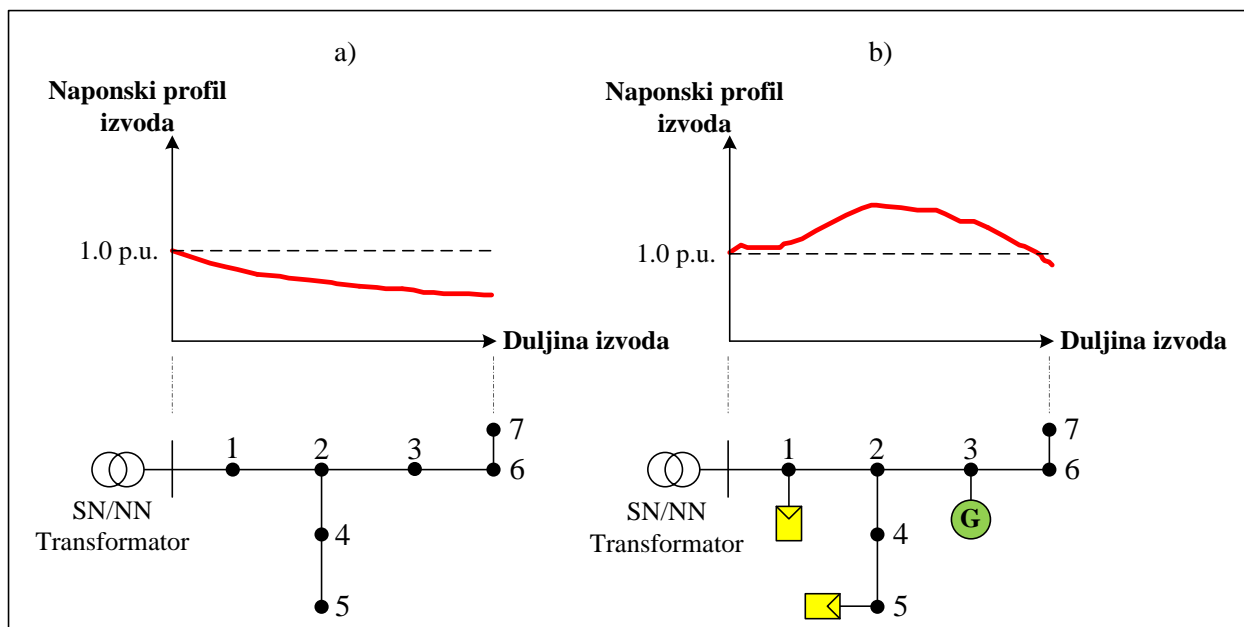 a)
Naponski profil
izvoda
1.0 p.u.
Duljina izvoda
1
2
3
7
6
4
5
SN/NN
Transformator
b)
Naponski profil
izvoda
1.0 p.u.
Duljina izvoda
1
2
3
7
6
4
5
G
SN/NN
Transformator